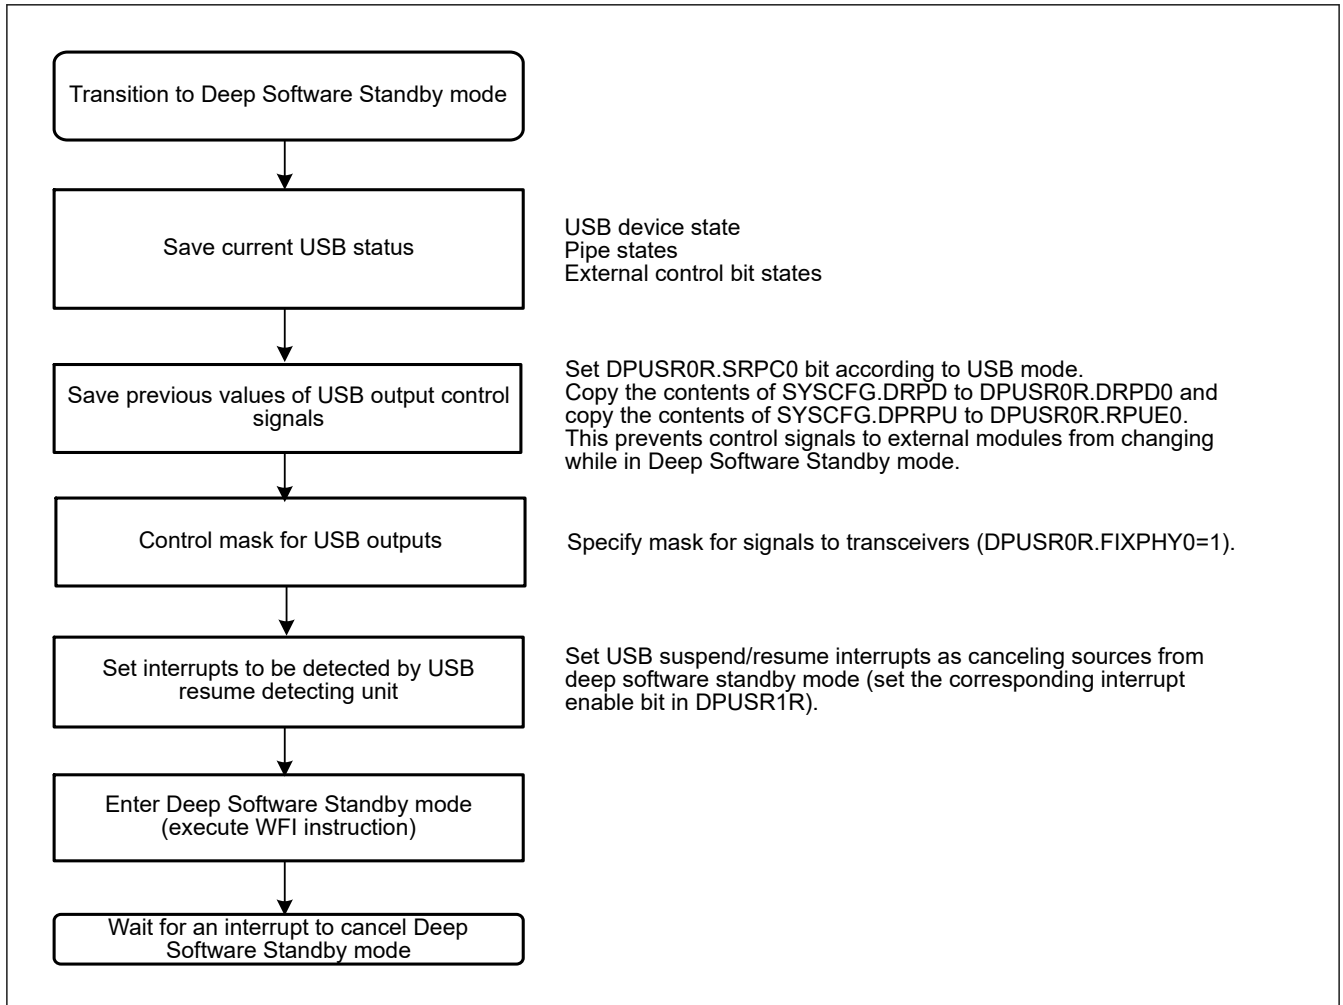 Transition to Deep Software Standby mode
Save current USB status
USB device state
Pipe states
External control bit states
Save previous values of USB output control
signals
Set DPUSR0R.SRPC0 bit according to USB mode.
Copy the contents of SYSCFG.DRPD to DPUSR0R.DRPD0 and
copy the contents of SYSCFG.DPRPU to DPUSR0R.RPUE0.
This prevents control signals to external modules from changing
while in Deep Software Standby mode.
Control mask for USB outputs
Specify mask for signals to transceivers (DPUSR0R.FIXPHY0=1).
Set interrupts to be detected by USB
resume detecting unit
Set USB suspend/resume interrupts as canceling sources from
deep software standby mode (set the corresponding interrupt
enable bit in DPUSR1R).
Enter Deep Software Standby mode
(execute WFI instruction)
Wait for an interrupt to cancel Deep
Software Standby mode